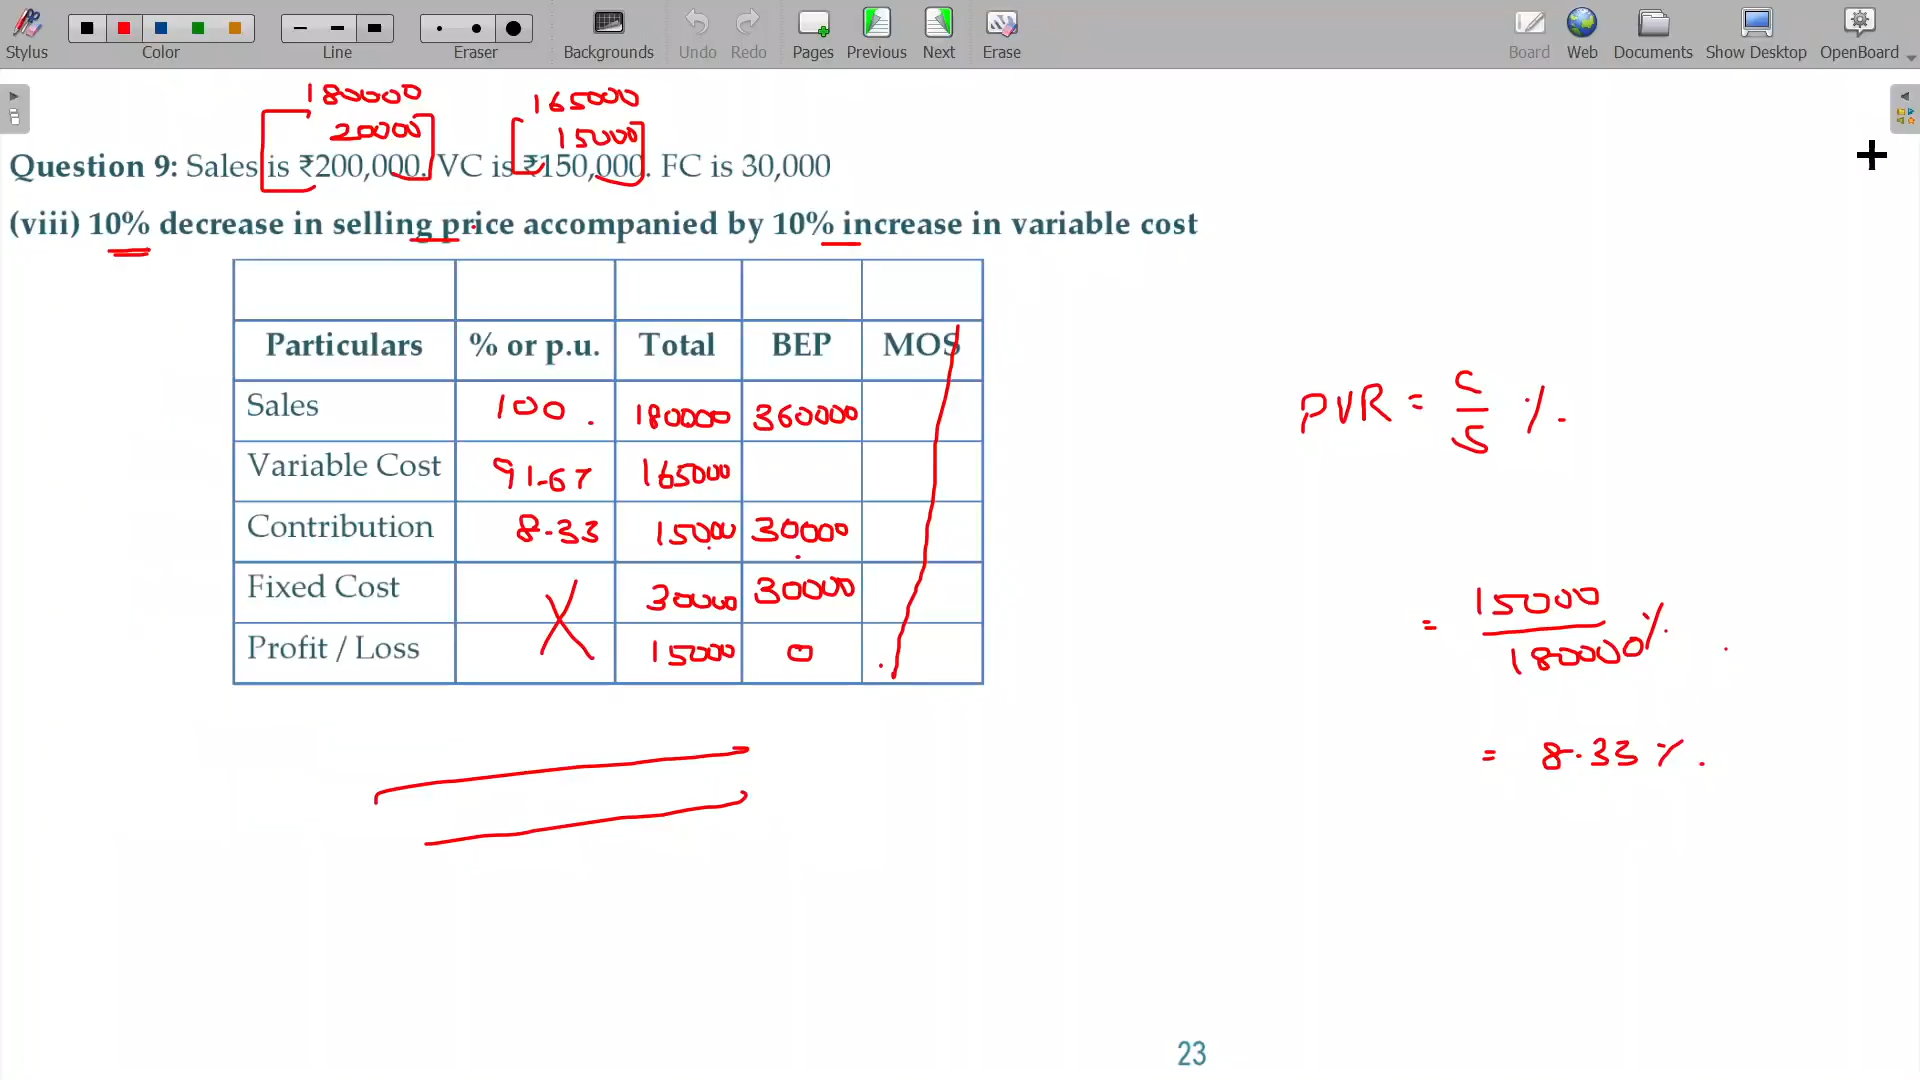 Stylus Color Line Eraser Backgrounds Undo Redo Pages Previous Next Erase Board Web Documents Show Desktop OpenBoard
180000 165000
20000 15000
Question 9: Sales is ₹200,000. VC is ₹150,000. FC is 30,000
(viii) 10% decrease in selling price accompanied by 10% increase in variable cost
Particulars % or p.u. Total BEP MOS
Sales 100 180000 360000
Variable Cost 91.67 165000
Contribution 8.33 15000 30000
Fixed Cost 30000 30000
Profit / Loss 15000 0
PVR = C/S %
= 15000/180000 %
= 8.33 %
23